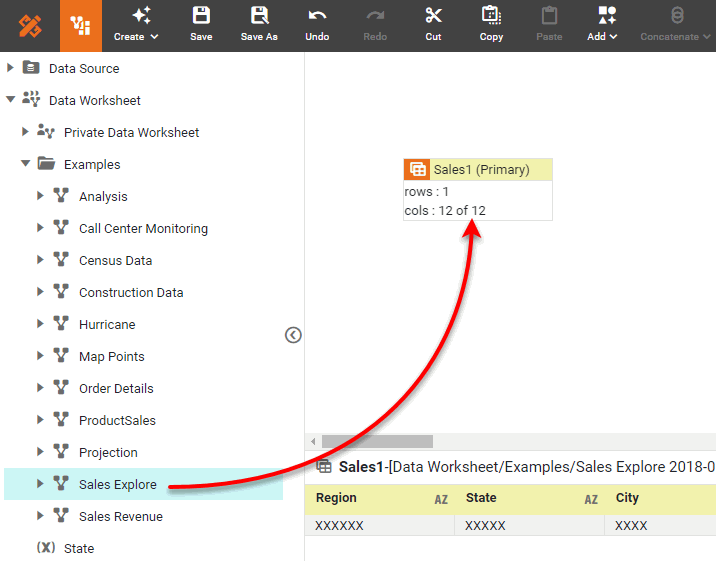 Create Save Save As Undo Redo Cut Copy Paste Add Concatenate
Data Source
Data Worksheet
Private Data Worksheet
Examples
Analysis
Call Center Monitoring
Census Data
Construction Data
Hurricane
Map Points
Order Details
ProductSales
Projection
Sales Explore
Sales Revenue
(X) State
Sales1 (Primary)
rows : 1
cols : 12 of 12
Sales1-[Data Worksheet/Examples/Sales Explore 2018-0
Region AZ State AZ City
XXXXXX XXXXX XXXX